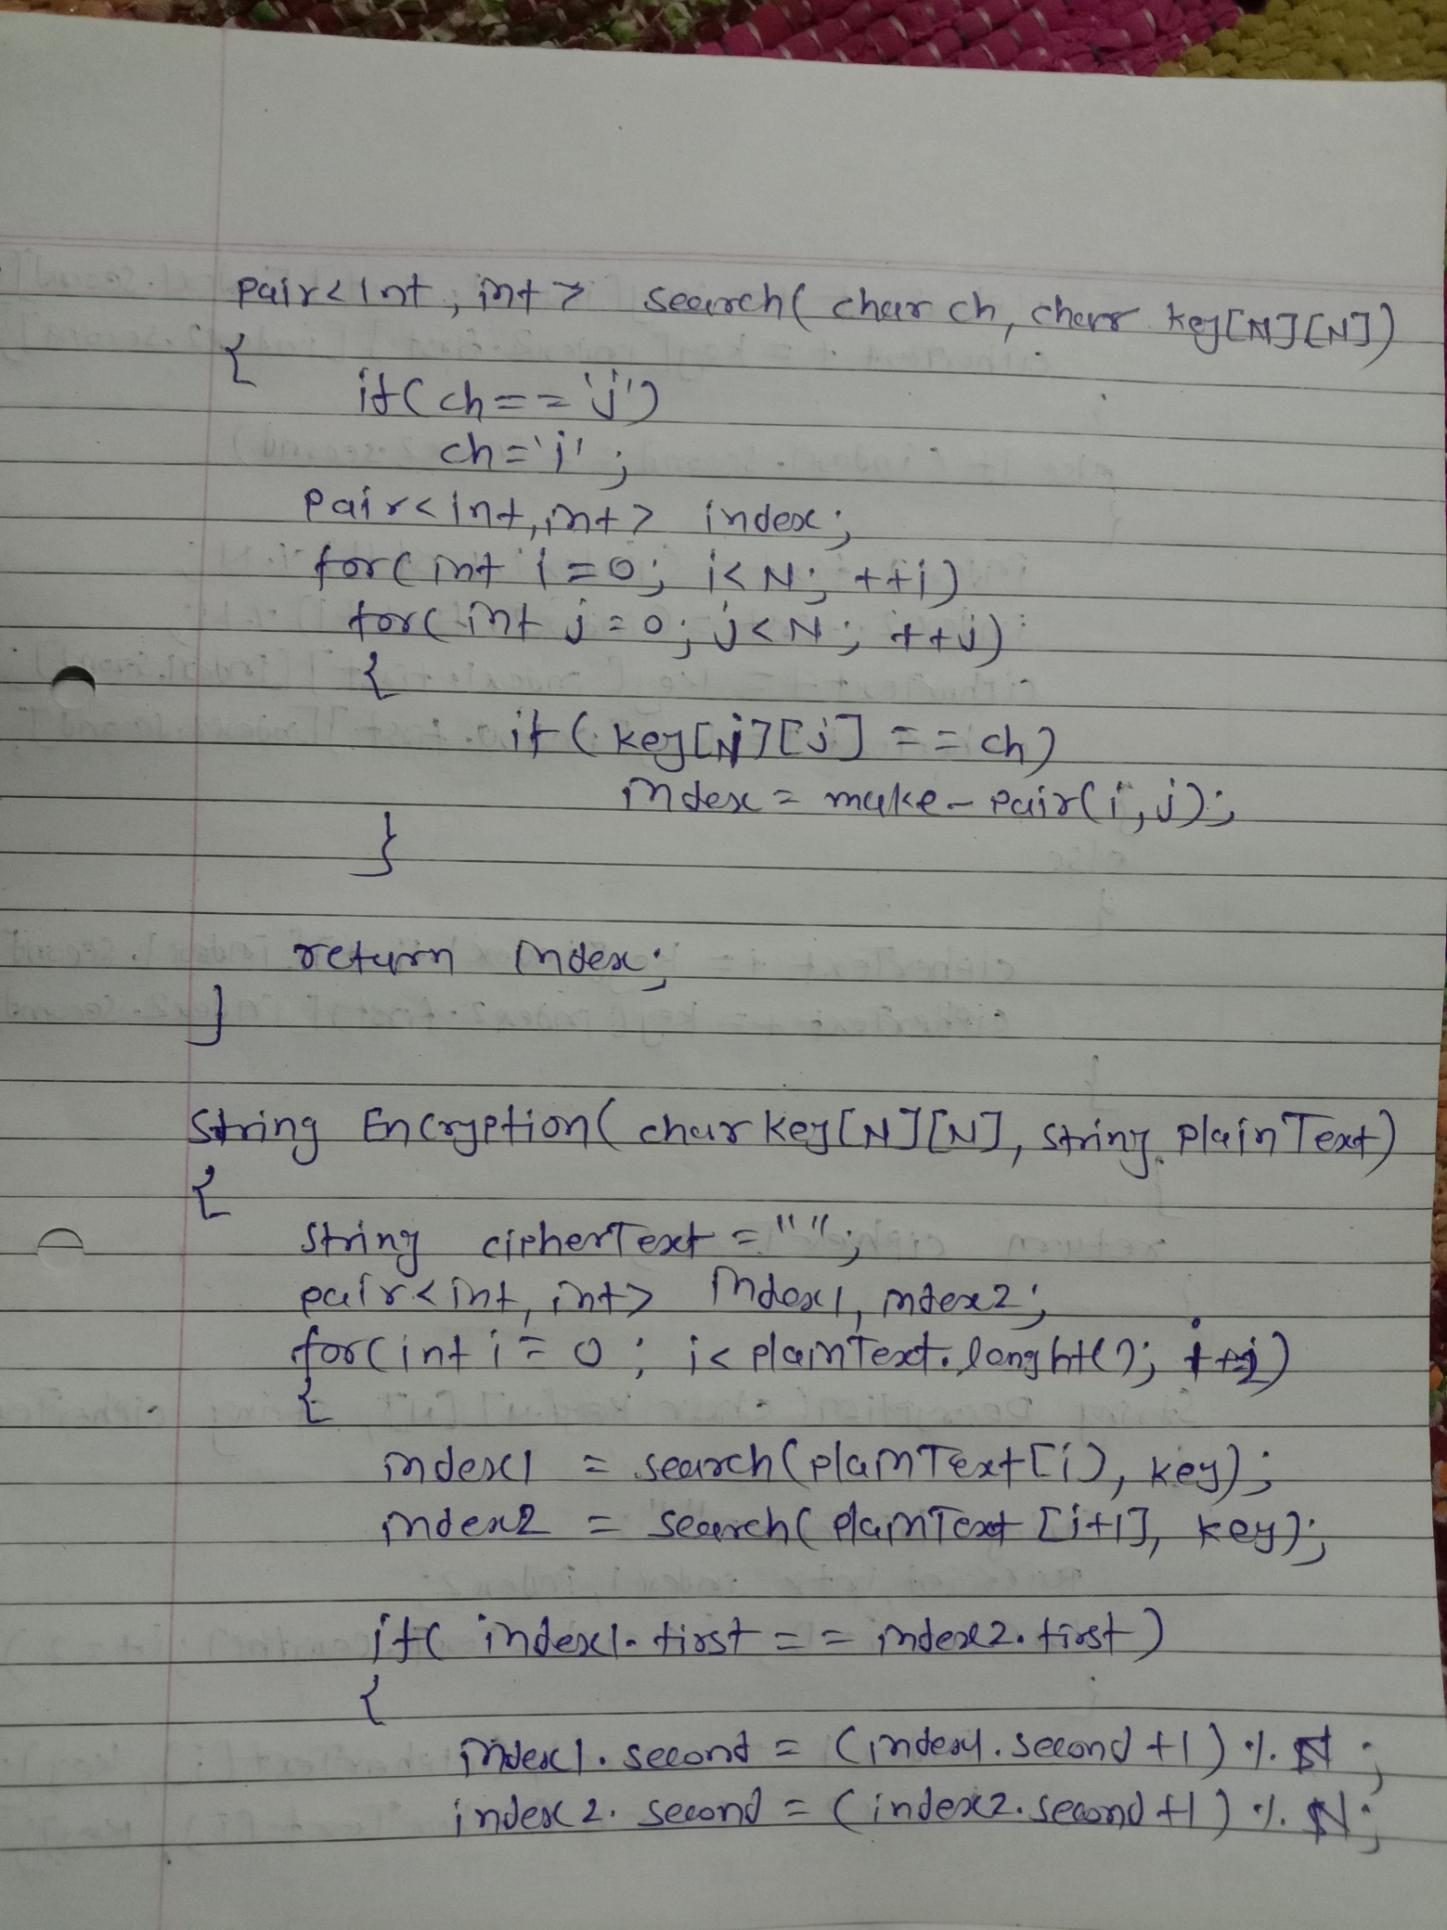 pair<int, int> search( char ch, char key[N][N])
{
if( ch == 'j')
ch = 'i' ;
pair<int, int> index;
for( int i = 0; i < N; ++i)
for( int j = 0; j < N; ++j)
{
if( key[i][j] == ch)
index = make-pair(i, j);
}
return index;
}
String Encryption( char key[N][N], string plainText)
{
string cipherText = "";
pair<int, int> index1, index2;
for(int i = 0 ; i < plainText.lenght(); ++i)
{
index1 = search(plainText[i], key);
index2 = search( plainText [i+1], key);
if( index1.first == index2.first)
{
index1.second = (index1.second +1) % N ;
index2.second = (index2.second +1) % N;